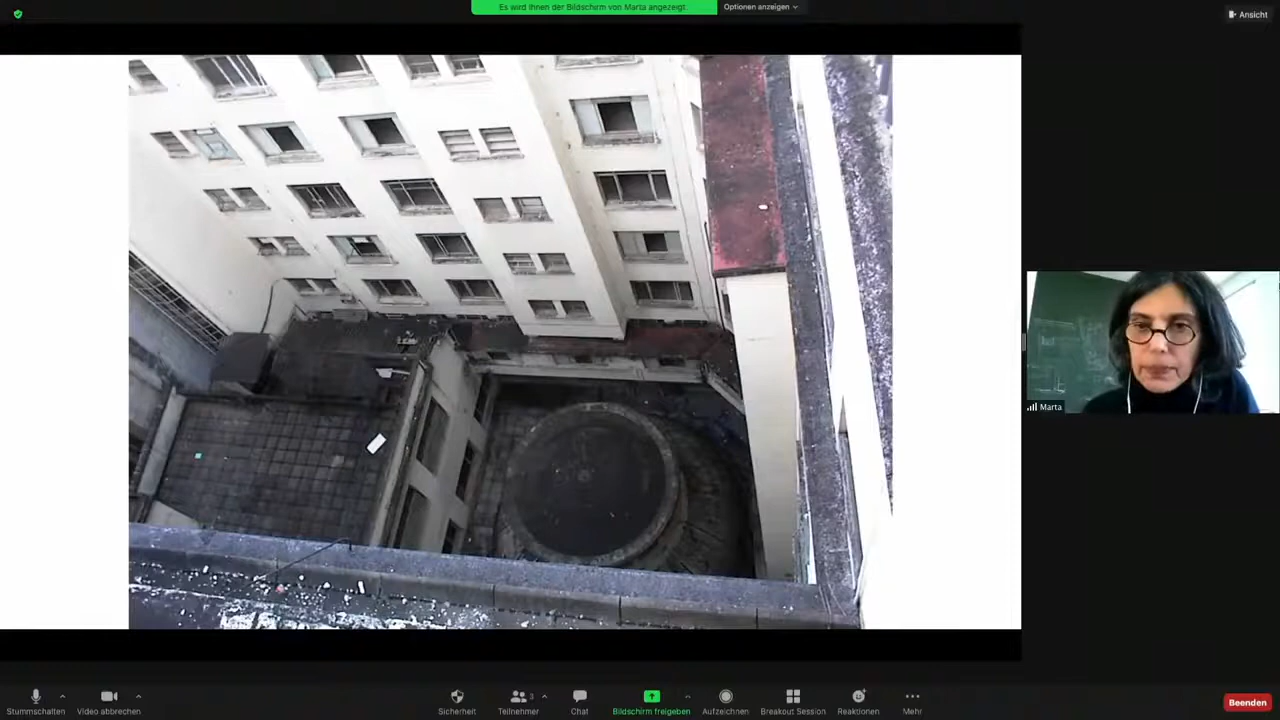 Es wird Ihnen der Bildschirm von Marta angezeigt.
Optionen anzeigen
Ansicht
Marta
Stummschalten
Video abbrechen
Sicherheit
Teilnehmer
3
Chat
Bildschirm freigeben
Aufzeichnen
Breakout Session
Reaktionen
Mehr
Beenden